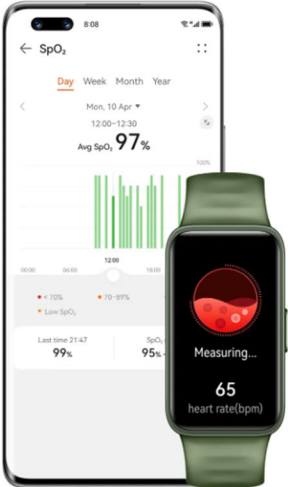 8:08
SpO₂
Day Week Month Year
Mon, 10 Apr
12:00-12:30
Avg SpO₂ 97%
100%
12:00
00:00 06:00 18:00
< 70% 70-89%
Low SpO₂
Last time 21:47 SpO₂
99% 95%
Measuring...
65
heart rate(bpm)